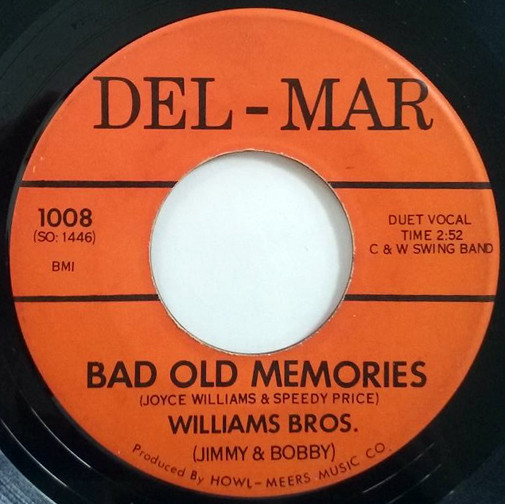 DEL-MAR
1008
(SO: 1446)
BMI
DUET VOCAL
TIME 2:52
C & W SWING BAND
BAD OLD MEMORIES
(JOYCE WILLIAMS & SPEEDY PRICE)
WILLIAMS BROS.
(JIMMY & BOBBY)
Produced By HOWL-MEERS MUSIC CO.